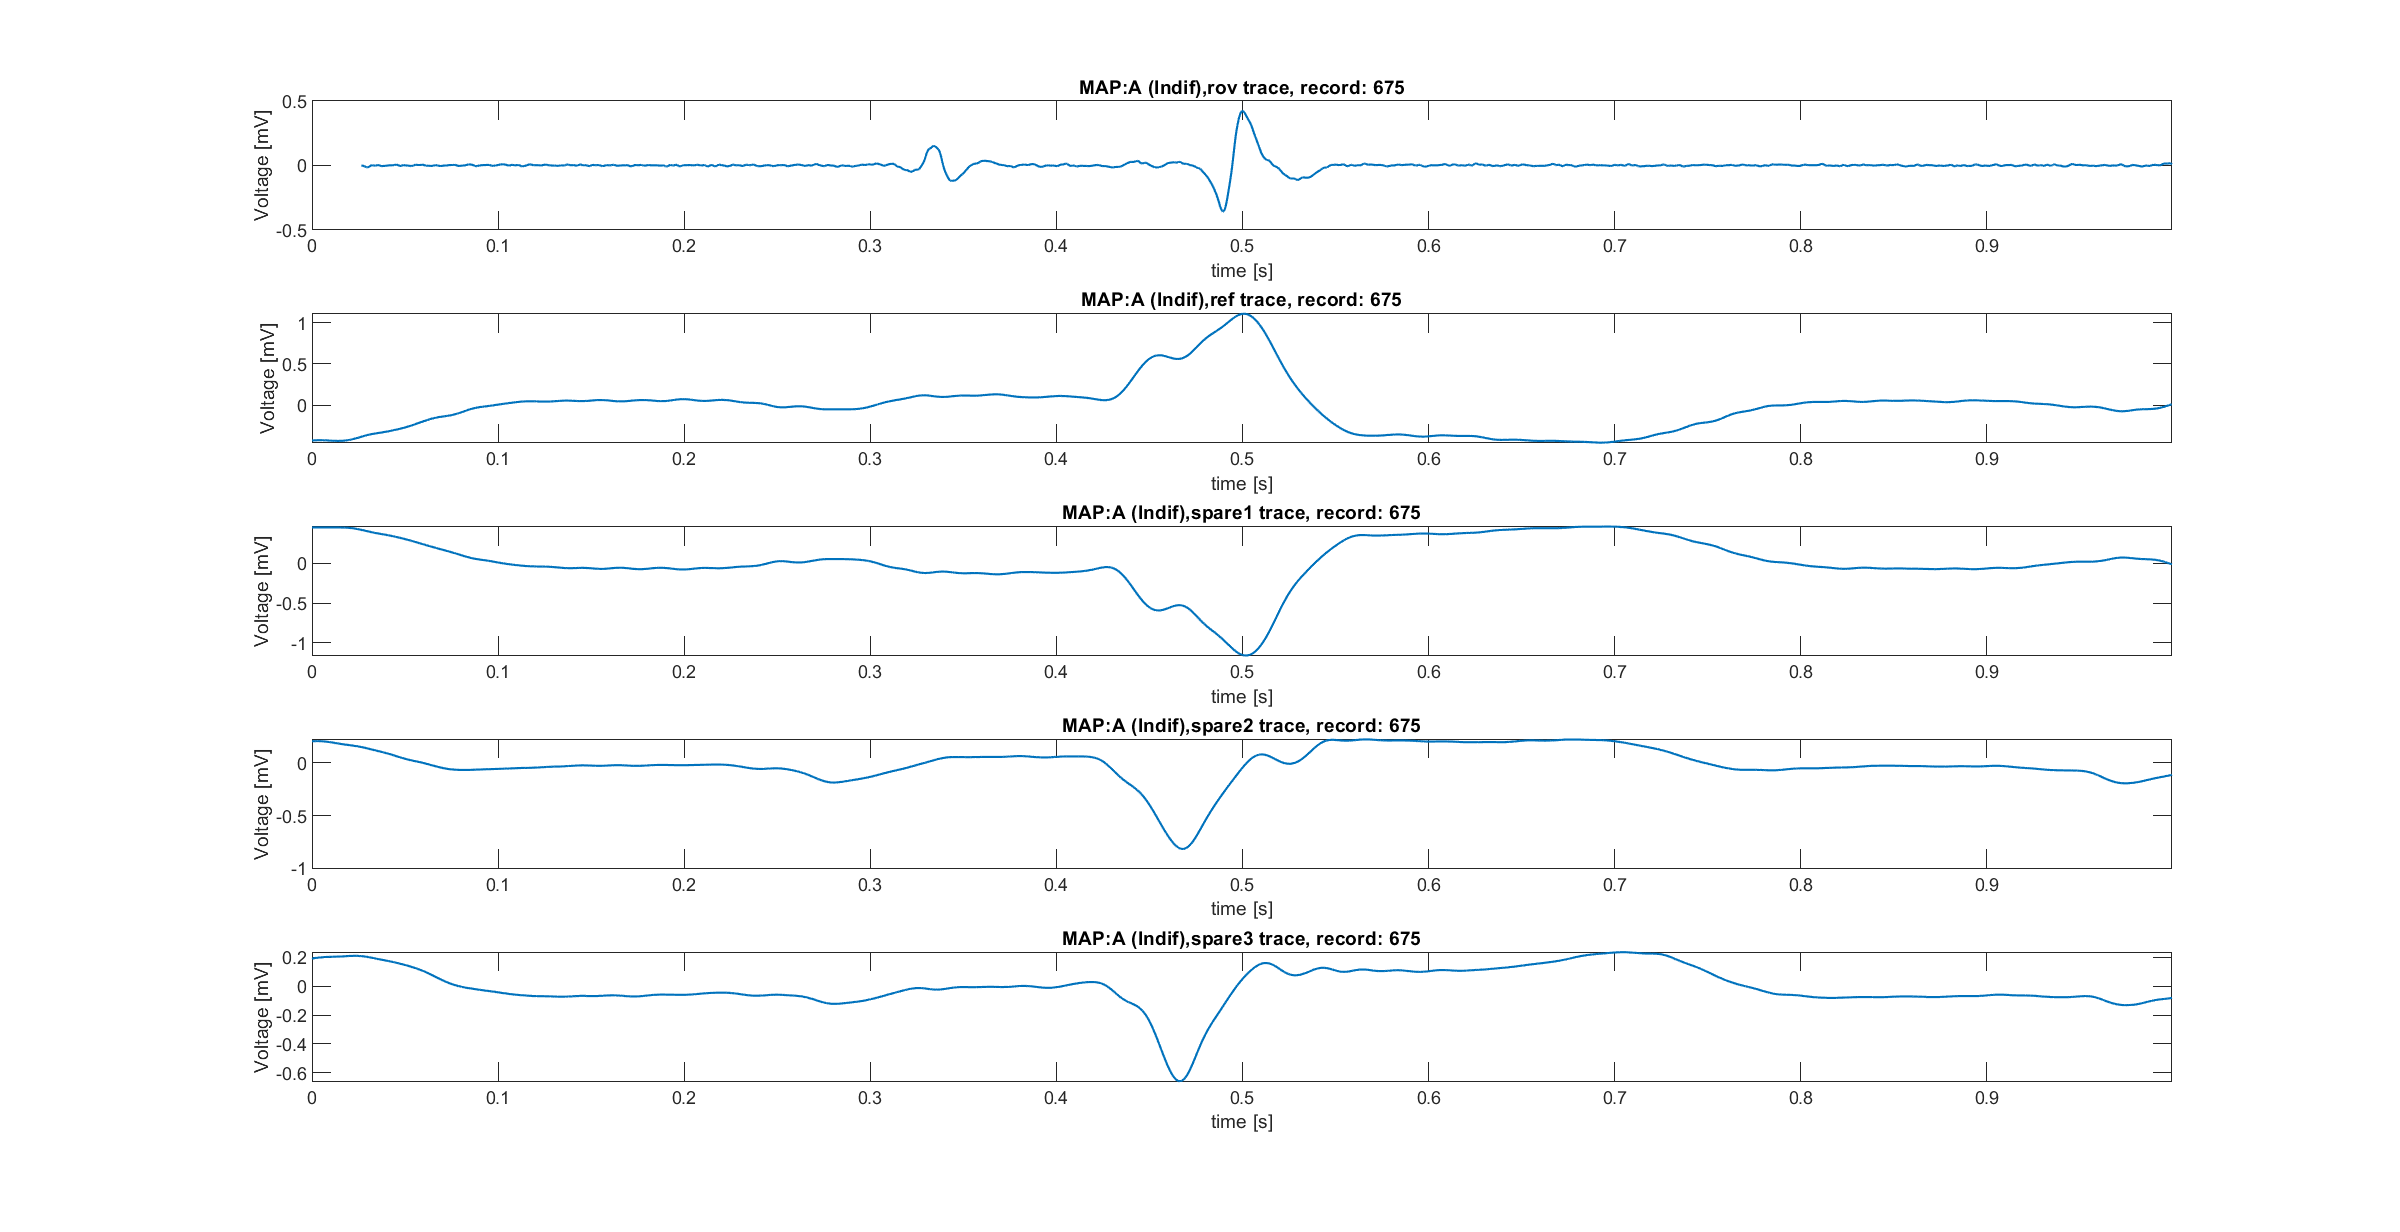 MAP:A (Indif),rov trace, record: 675
Voltage [mV]
0.5
0
-0.5
0 0.1 0.2 0.3 0.4 0.5 0.6 0.7 0.8 0.9
time [s]
MAP:A (Indif),ref trace, record: 675
Voltage [mV]
1
0.5
0
0 0.1 0.2 0.3 0.4 0.5 0.6 0.7 0.8 0.9
time [s]
MAP:A (Indif),spare1 trace, record: 675
Voltage [mV]
0
-0.5
-1
0 0.1 0.2 0.3 0.4 0.5 0.6 0.7 0.8 0.9
time [s]
MAP:A (Indif),spare2 trace, record: 675
Voltage [mV]
0
-0.5
-1
0 0.1 0.2 0.3 0.4 0.5 0.6 0.7 0.8 0.9
time [s]
MAP:A (Indif),spare3 trace, record: 675
Voltage [mV]
0.2
0
-0.2
-0.4
-0.6
0 0.1 0.2 0.3 0.4 0.5 0.6 0.7 0.8 0.9
time [s]